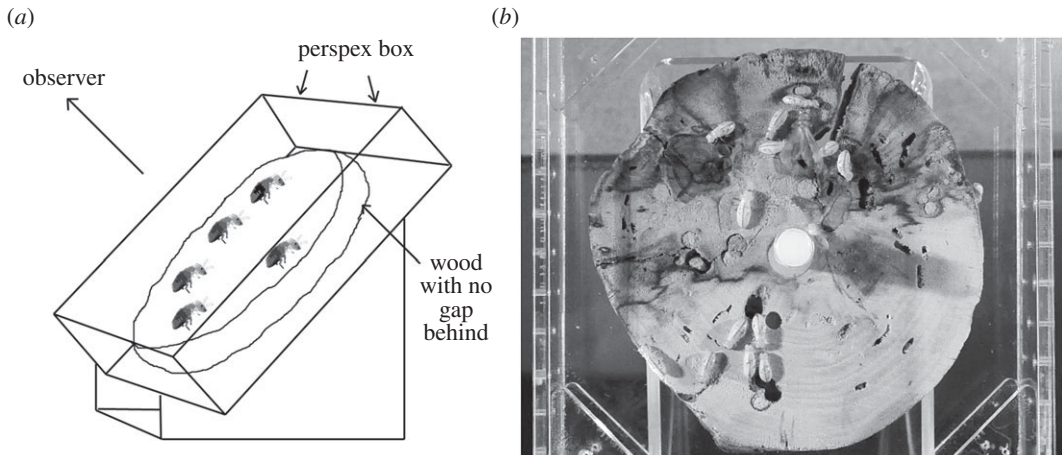 (a)
(b)
perspex box
observer
wood
with no
gap
behind